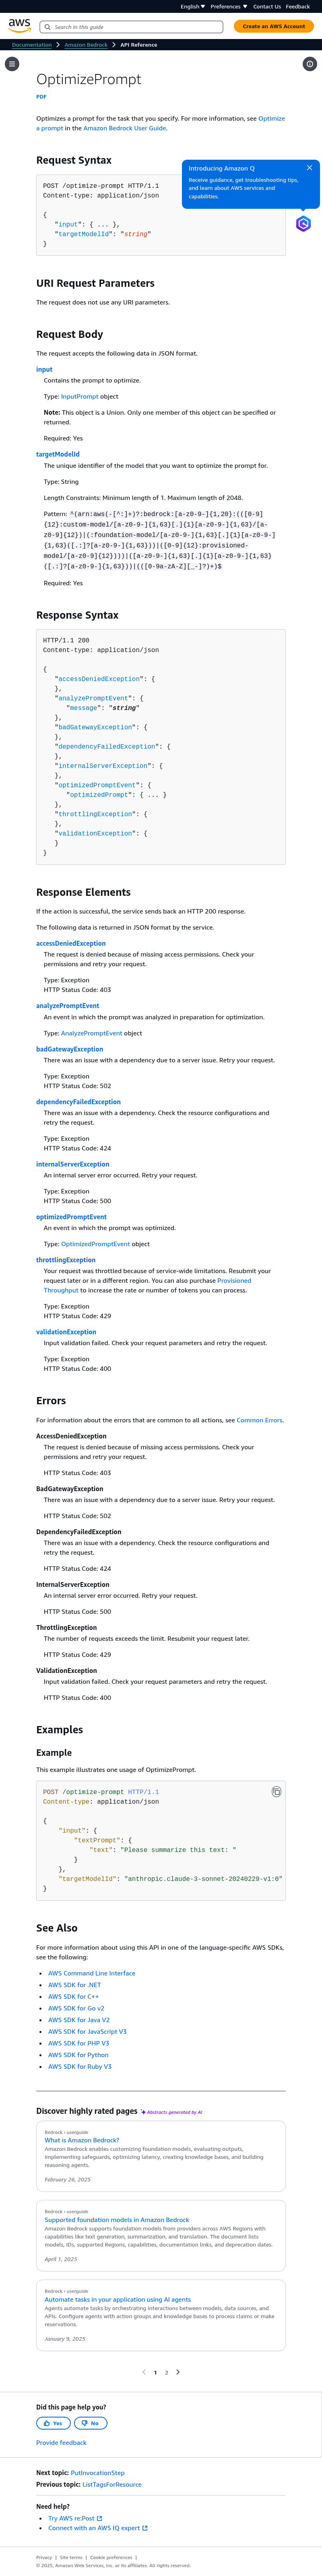 English
Preferences
Contact Us
Feedback
aws
Search in this guide
Create an AWS Account
Documentation
Amazon Bedrock
API Reference
OptimizePrompt
PDF
Optimizes a prompt for the task that you specify. For more information, see Optimize
a prompt in the Amazon Bedrock User Guide.
Introducing Amazon Q
Receive guidance, get troubleshooting tips,
and learn about AWS services and
capabilities.
Request Syntax
POST /optimize-prompt HTTP/1.1
Content-type: application/json
{
"input": { ... },
"targetModelId": "string"
}
URI Request Parameters
The request does not use any URI parameters.
Request Body
The request accepts the following data in JSON format.
input
Contains the prompt to optimize.
Type: InputPrompt object
Note: This object is a Union. Only one member of this object can be specified or
returned.
Required: Yes
targetModelId
The unique identifier of the model that you want to optimize the prompt for.
Type: String
Length Constraints: Minimum length of 1. Maximum length of 2048.
Pattern: ^(arn:aws(-[^:]+)?:bedrock:[a-z0-9-]{1,20}:(([0-9]
{12}:custom-model/[a-z0-9-]{1,63}[.]{1}[a-z0-9-]{1,63}/[a-
z0-9]{12})|(:foundation-model/[a-z0-9-]{1,63}[.]{1}[a-z0-9-]
{1,63}([.:]?[a-z0-9-]{1,63}))|([0-9]{12}:provisioned-
model/[a-z0-9]{12})))|([a-z0-9-]{1,63}[.]{1}[a-z0-9-]{1,63}
([.:]?[a-z0-9-]{1,63}))|(([0-9a-zA-Z][_-]?)+)$
Required: Yes
Response Syntax
HTTP/1.1 200
Content-type: application/json
{
"accessDeniedException": {
},
"analyzePromptEvent": {
"message": "string"
},
"badGatewayException": {
},
"dependencyFailedException": {
},
"internalServerException": {
},
"optimizedPromptEvent": {
"optimizedPrompt": { ... }
},
"throttlingException": {
},
"validationException": {
}
}
Response Elements
If the action is successful, the service sends back an HTTP 200 response.
The following data is returned in JSON format by the service.
accessDeniedException
The request is denied because of missing access permissions. Check your
permissions and retry your request.
Type: Exception
HTTP Status Code: 403
analyzePromptEvent
An event in which the prompt was analyzed in preparation for optimization.
Type: AnalyzePromptEvent object
badGatewayException
There was an issue with a dependency due to a server issue. Retry your request.
Type: Exception
HTTP Status Code: 502
dependencyFailedException
There was an issue with a dependency. Check the resource configurations and
retry the request.
Type: Exception
HTTP Status Code: 424
internalServerException
An internal server error occurred. Retry your request.
Type: Exception
HTTP Status Code: 500
optimizedPromptEvent
An event in which the prompt was optimized.
Type: OptimizedPromptEvent object
throttlingException
Your request was throttled because of service-wide limitations. Resubmit your
request later or in a different region. You can also purchase Provisioned
Throughput to increase the rate or number of tokens you can process.
Type: Exception
HTTP Status Code: 429
validationException
Input validation failed. Check your request parameters and retry the request.
Type: Exception
HTTP Status Code: 400
Errors
For information about the errors that are common to all actions, see Common Errors.
AccessDeniedException
The request is denied because of missing access permissions. Check your
permissions and retry your request.
HTTP Status Code: 403
BadGatewayException
There was an issue with a dependency due to a server issue. Retry your request.
HTTP Status Code: 502
DependencyFailedException
There was an issue with a dependency. Check the resource configurations and
retry the request.
HTTP Status Code: 424
InternalServerException
An internal server error occurred. Retry your request.
HTTP Status Code: 500
ThrottlingException
The number of requests exceeds the limit. Resubmit your request later.
HTTP Status Code: 429
ValidationException
Input validation failed. Check your request parameters and retry the request.
HTTP Status Code: 400
Examples
Example
This example illustrates one usage of OptimizePrompt.
POST /optimize-prompt HTTP/1.1
Content-type: application/json
{
"input": {
"textPrompt": {
"text": "Please summarize this text: "
}
},
"targetModelId": "anthropic.claude-3-sonnet-20240229-v1:0"
}
See Also
For more information about using this API in one of the language-specific AWS SDKs,
see the following:
• AWS Command Line Interface
• AWS SDK for .NET
• AWS SDK for C++
• AWS SDK for Go v2
• AWS SDK for Java V2
• AWS SDK for JavaScript V3
• AWS SDK for PHP V3
• AWS SDK for Python
• AWS SDK for Ruby V3
Discover highly rated pages Abstracts generated by AI
Bedrock › userguide
What is Amazon Bedrock?
Amazon Bedrock enables customizing foundation models, evaluating outputs,
implementing safeguards, optimizing retrieval, creating knowledge bases, and building
reasoning agents.
February 26, 2025
Bedrock › userguide
Supported foundation models in Amazon Bedrock
Amazon Bedrock supports foundation models from providers across AWS Regions with
capabilities like text generation, summarization, and translation. The document lists
models, IDs, supported Regions, capabilities, documentation links, and deprecation dates.
April 1, 2025
Bedrock › userguide
Automate tasks in your application using AI agents
Agents automate tasks by orchestrating interactions between models, data sources, and
APIs. Configure agents with action groups and knowledge bases to process claims or make
reservations.
January 9, 2025
1 2
Did this page help you?
Yes
No
Provide feedback
Next topic: PutInvocationStep
Previous topic: ListTagsForResource
Need help?
• Try AWS re:Post
• Connect with an AWS IQ expert
Privacy | Site terms | Cookie preferences |
© 2025, Amazon Web Services, Inc. or its affiliates. All rights reserved.